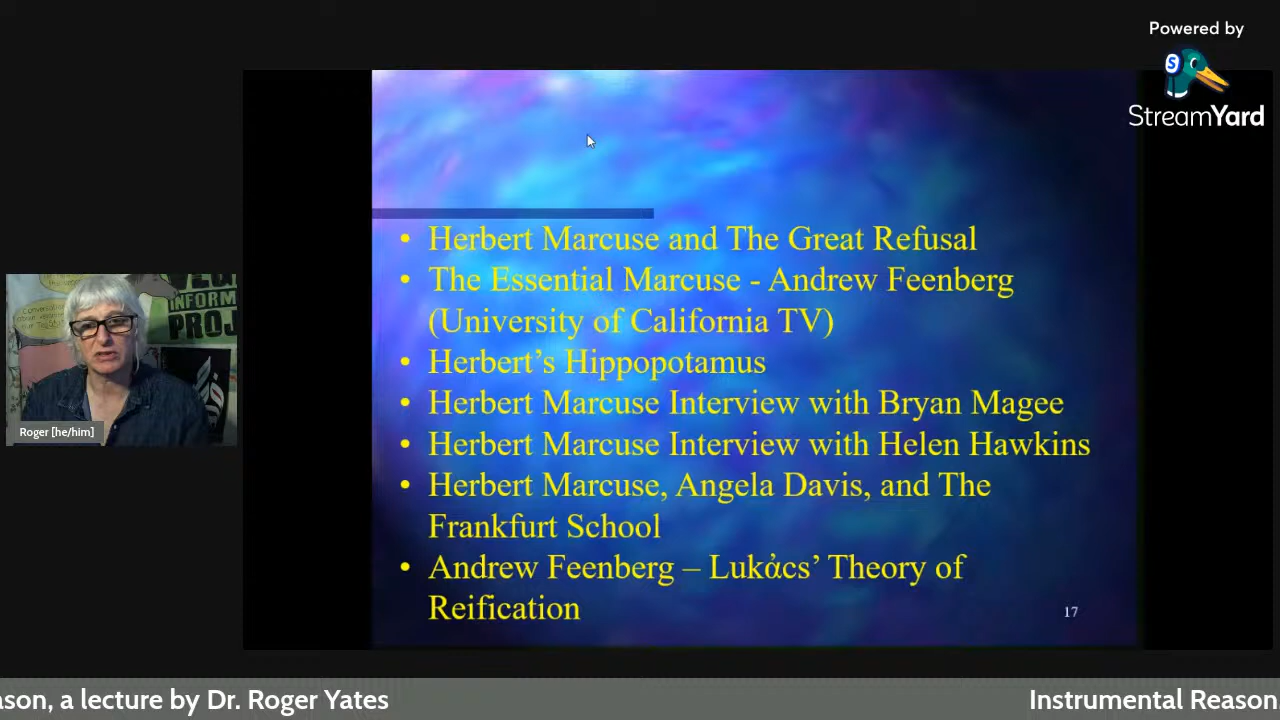 Powered by
StreamYard
• Herbert Marcuse and The Great Refusal
• The Essential Marcuse - Andrew Feenberg
(University of California TV)
• Herbert’s Hippopotamus
• Herbert Marcuse Interview with Bryan Magee
• Herbert Marcuse Interview with Helen Hawkins
• Herbert Marcuse, Angela Davis, and The
Frankfurt School
• Andrew Feenberg – Lukἀcs’ Theory of
Reification
17
INFORM
PROJ
Roger [he/him]
ason, a lecture by Dr. Roger Yates
Instrumental Reason,